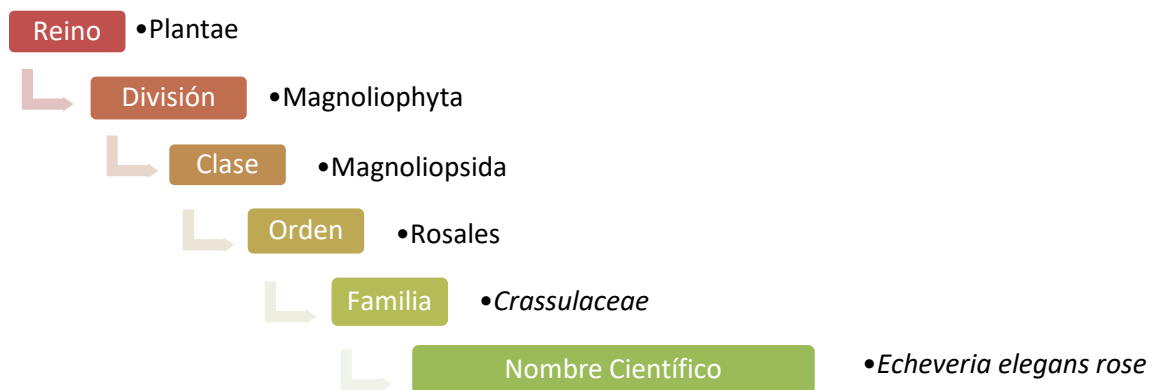 Reino •Plantae
División •Magnoliophyta
Clase •Magnoliopsida
Orden •Rosales
Familia •Crassulaceae
Nombre Científico •Echeveria elegans rose